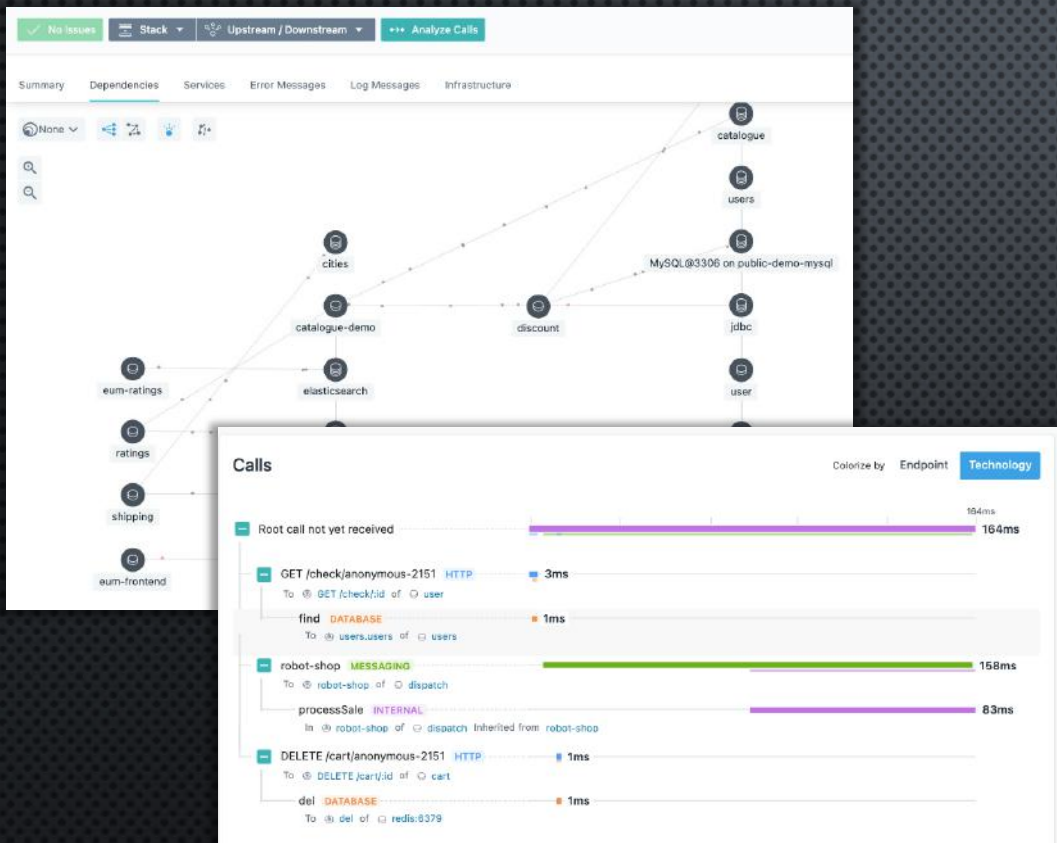 No Issues Stack Upstream / Downstream Analyze Calls
Summary Dependencies Services Error Messages Log Messages Infrastructure
None
catalogue
users
cities
MySQL@3306 on public-demo-mysql
catalogue-demo
discount
jdbc
eum-ratings
elasticsearch
user
ratings
shipping
eum-frontend
Calls
Colorize by Endpoint Technology
164ms
Root call not yet received 164ms
GET /check/anonymous-2151 HTTP 3ms
To GET /check/:id of user
find DATABASE 1ms
To users.users of users
robot-shop MESSAGING 158ms
To robot-shop of dispatch
processSale INTERNAL 83ms
In robot-shop of dispatch Inherited from robot-shop
DELETE /cart/anonymous-2151 HTTP 1ms
To DELETE /cart/:id of cart
del DATABASE 1ms
To del of redis:6379